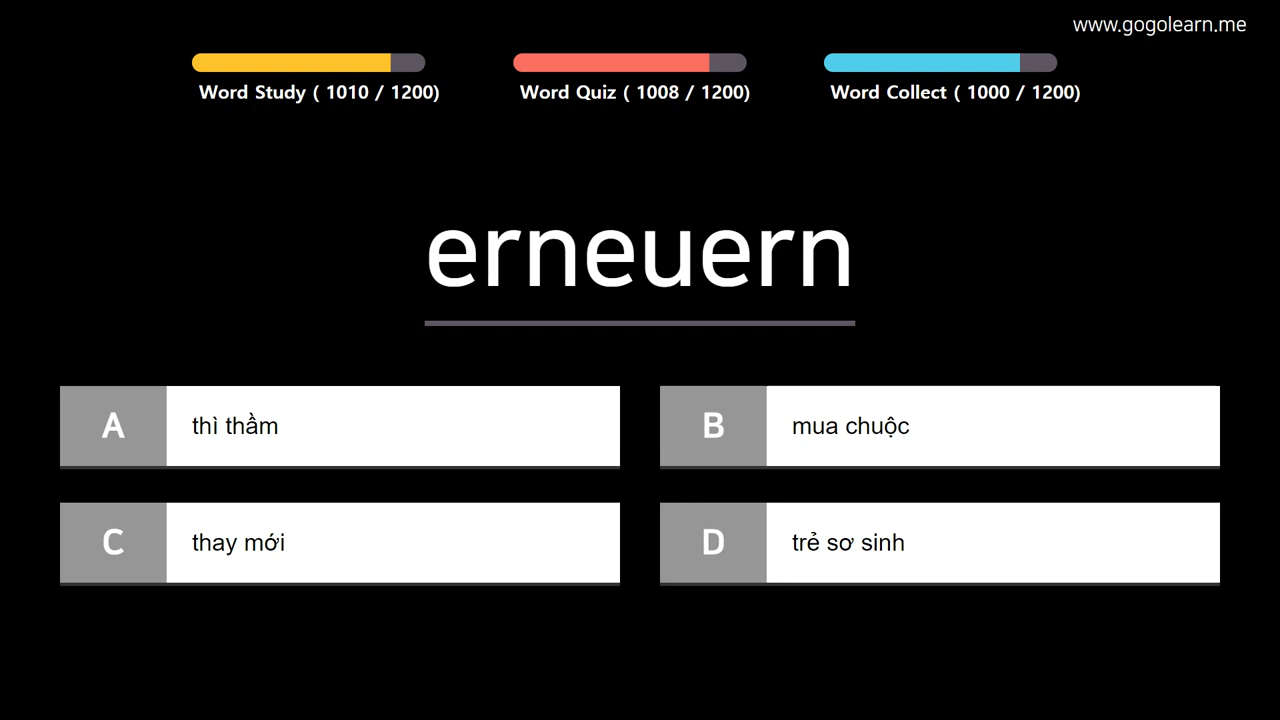 www.gogolearn.me
Word Study ( 1010 / 1200)
Word Quiz ( 1008 / 1200)
Word Collect ( 1000 / 1200)
erneuern
A thì thầm
B mua chuộc
C thay mới
D trẻ sơ sinh